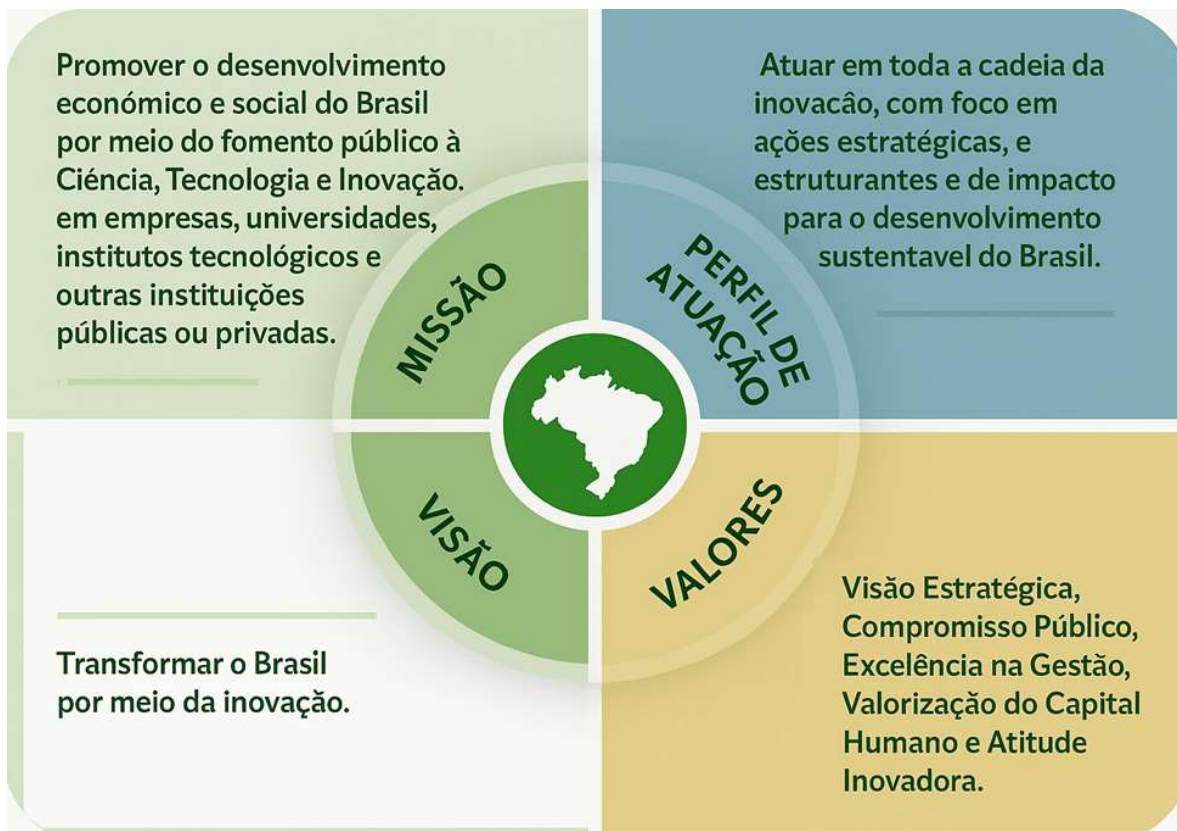 Promover o desenvolvimento
económico e social do Brasil
por meio do fomento público à
Ciéncia, Tecnologia e Inovação.
em empresas, universidades,
institutos tecnológicos e
outras instituições
públicas ou privadas.
MISSÃO
Atuar em toda a cadeia da
inovacâo, com foco em
ações estratégicas, e
estruturantes e de impacto
para o desenvolvimento
sustentavel do Brasil.
PERFIL DE
ATUAÇÃO
VISÃO
Transformar o Brasil
por meio da inovação.
VALORES
Visão Estratégica,
Compromisso Público,
Excelência na Gestão,
Valorização do Capital
Humano e Atitude
Inovadora.